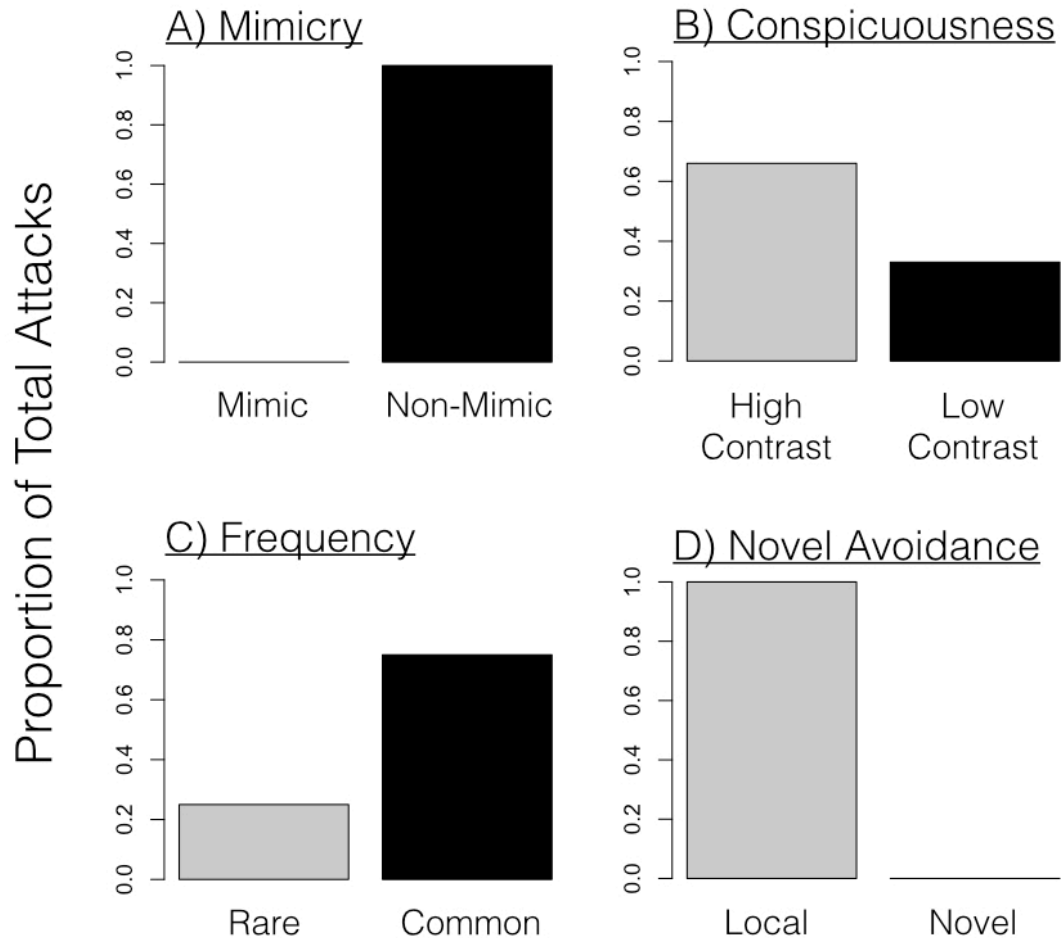 Proportion of Total Attacks
A) Mimicry
1.0
0.8
0.6
0.4
0.2
0.0
Mimic Non-Mimic
B) Conspicuousness
1.0
0.8
0.6
0.4
0.2
0.0
High Low
Contrast Contrast
C) Frequency
1.0
0.8
0.6
0.4
0.2
0.0
Rare Common
D) Novel Avoidance
1.0
0.8
0.6
0.4
0.2
0.0
Local Novel